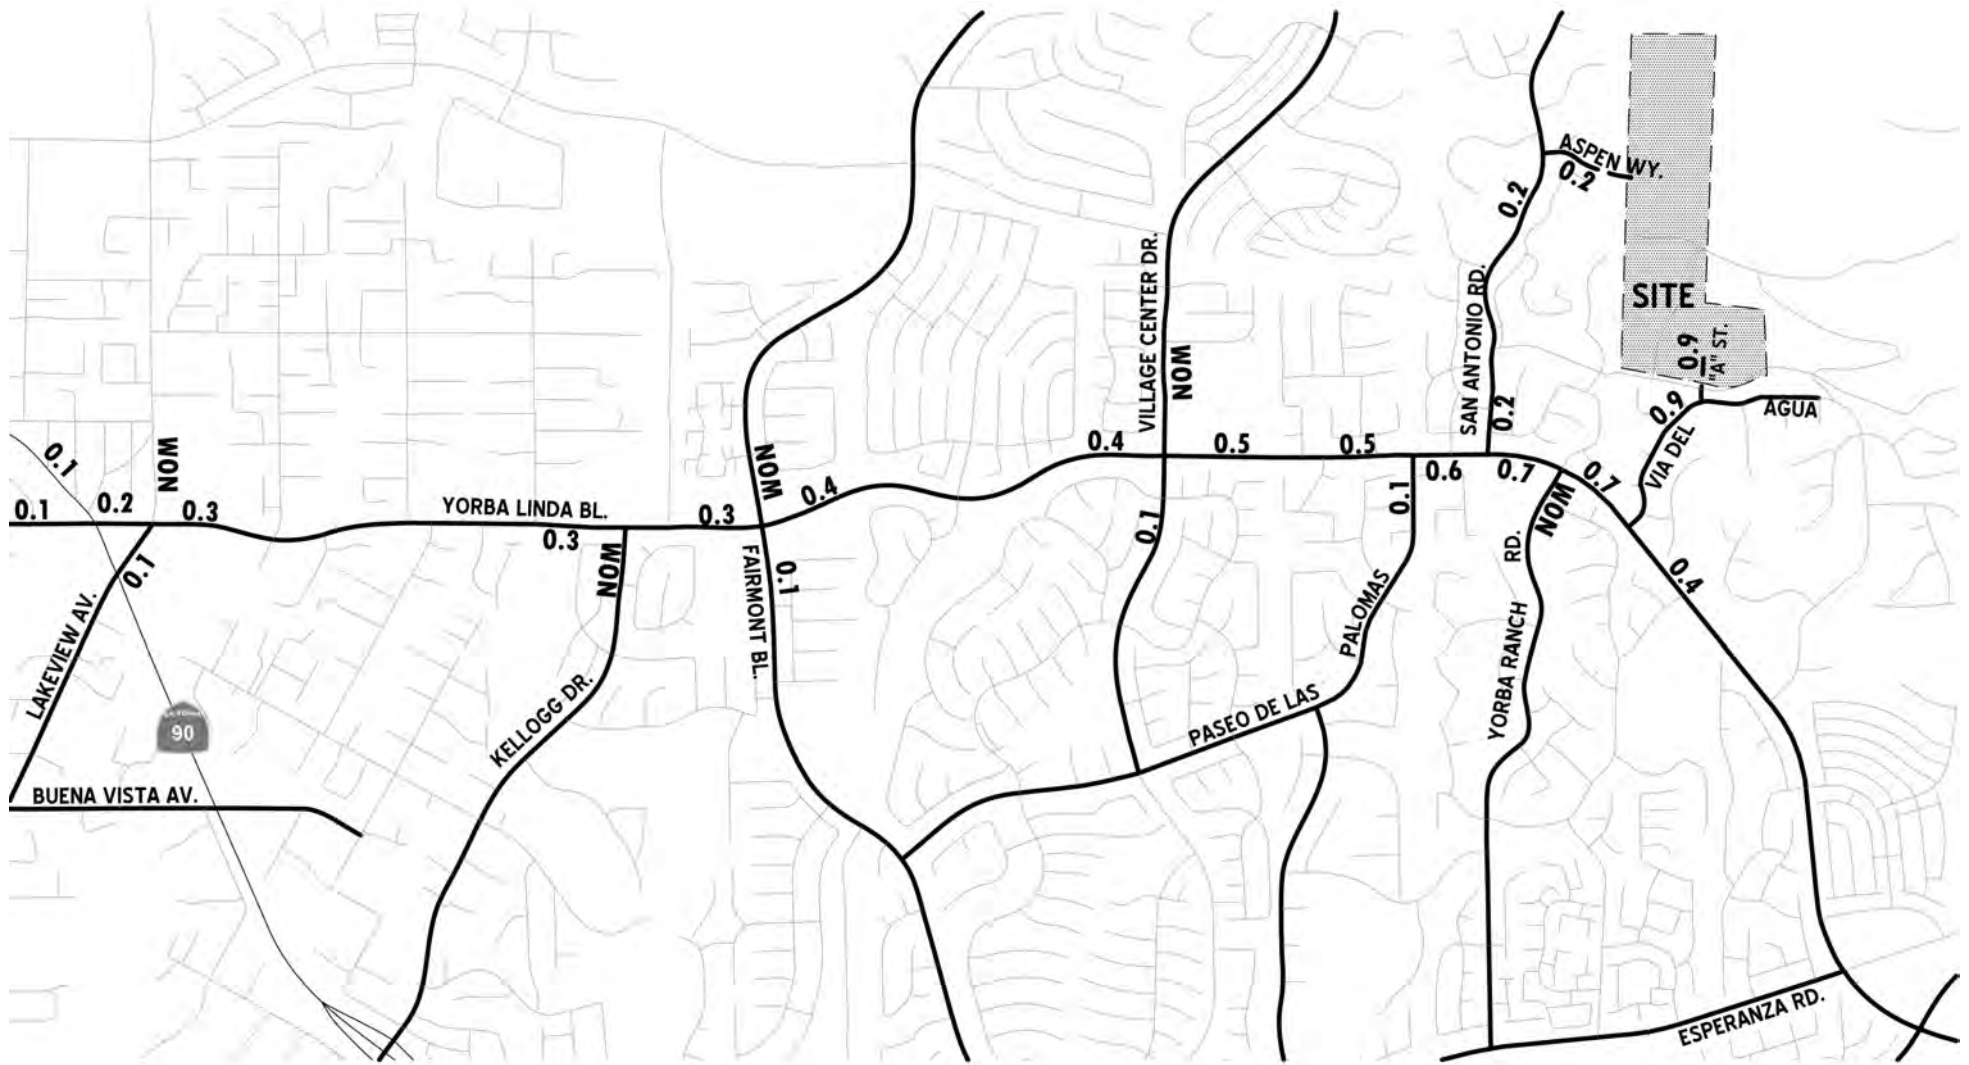 ASPEN WY.
0.2
0.2
SITE
VILLAGE CENTER DR.
NOM
SAN ANTONIO RD.
0.2
0.9
"A" ST.
0.9
VIA DEL
AGUA
0.1
NOM
NOM
0.4
0.4
0.5
0.5
0.6
0.7
0.7
NOM
0.1
0.2
0.3
YORBA LINDA BL.
0.3
0.3
0.1
0.1
0.1
NOM
FAIRMONT BL.
0.1
PALOMAS
YORBA RANCH
RD.
0.4
LAKEVIEW AV.
CALIFORNIA
90
KELLOGG DR.
PASEO DE LAS
BUENA VISTA AV.
ESPERANZA RD.